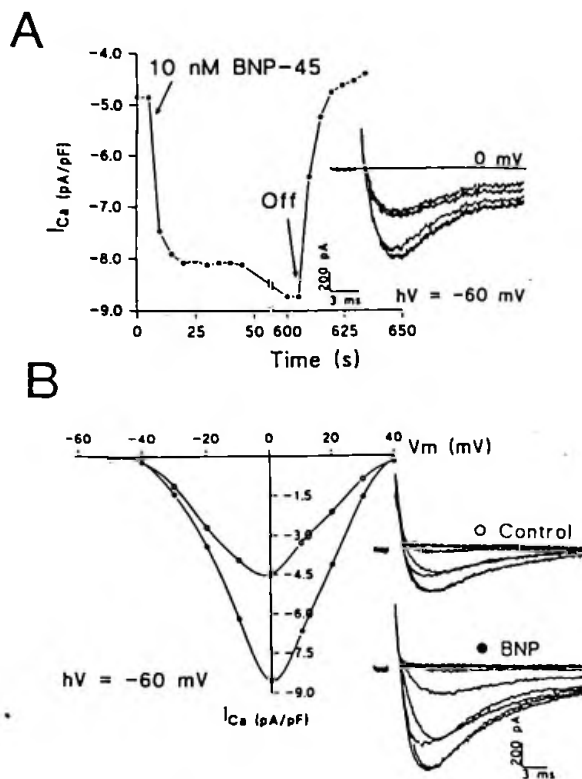 A
-4.0
10 nM BNP-45
-5.0
0 mV
-6.0
I Ca (pA/pF)
-7.0
Off
-8.0
200 pA
3 ms
-9.0
hV = -60 mV
0 25 50 600 625 650
Time (s)
B
-60 -40 -20 0 20 40 Vm (mV)
-1.5
-3.0
Control
-4.5
-6.0
BNP
-7.5
hV = -60 mV
-9.0
I Ca (pA/pF)
200 pA
3 ms